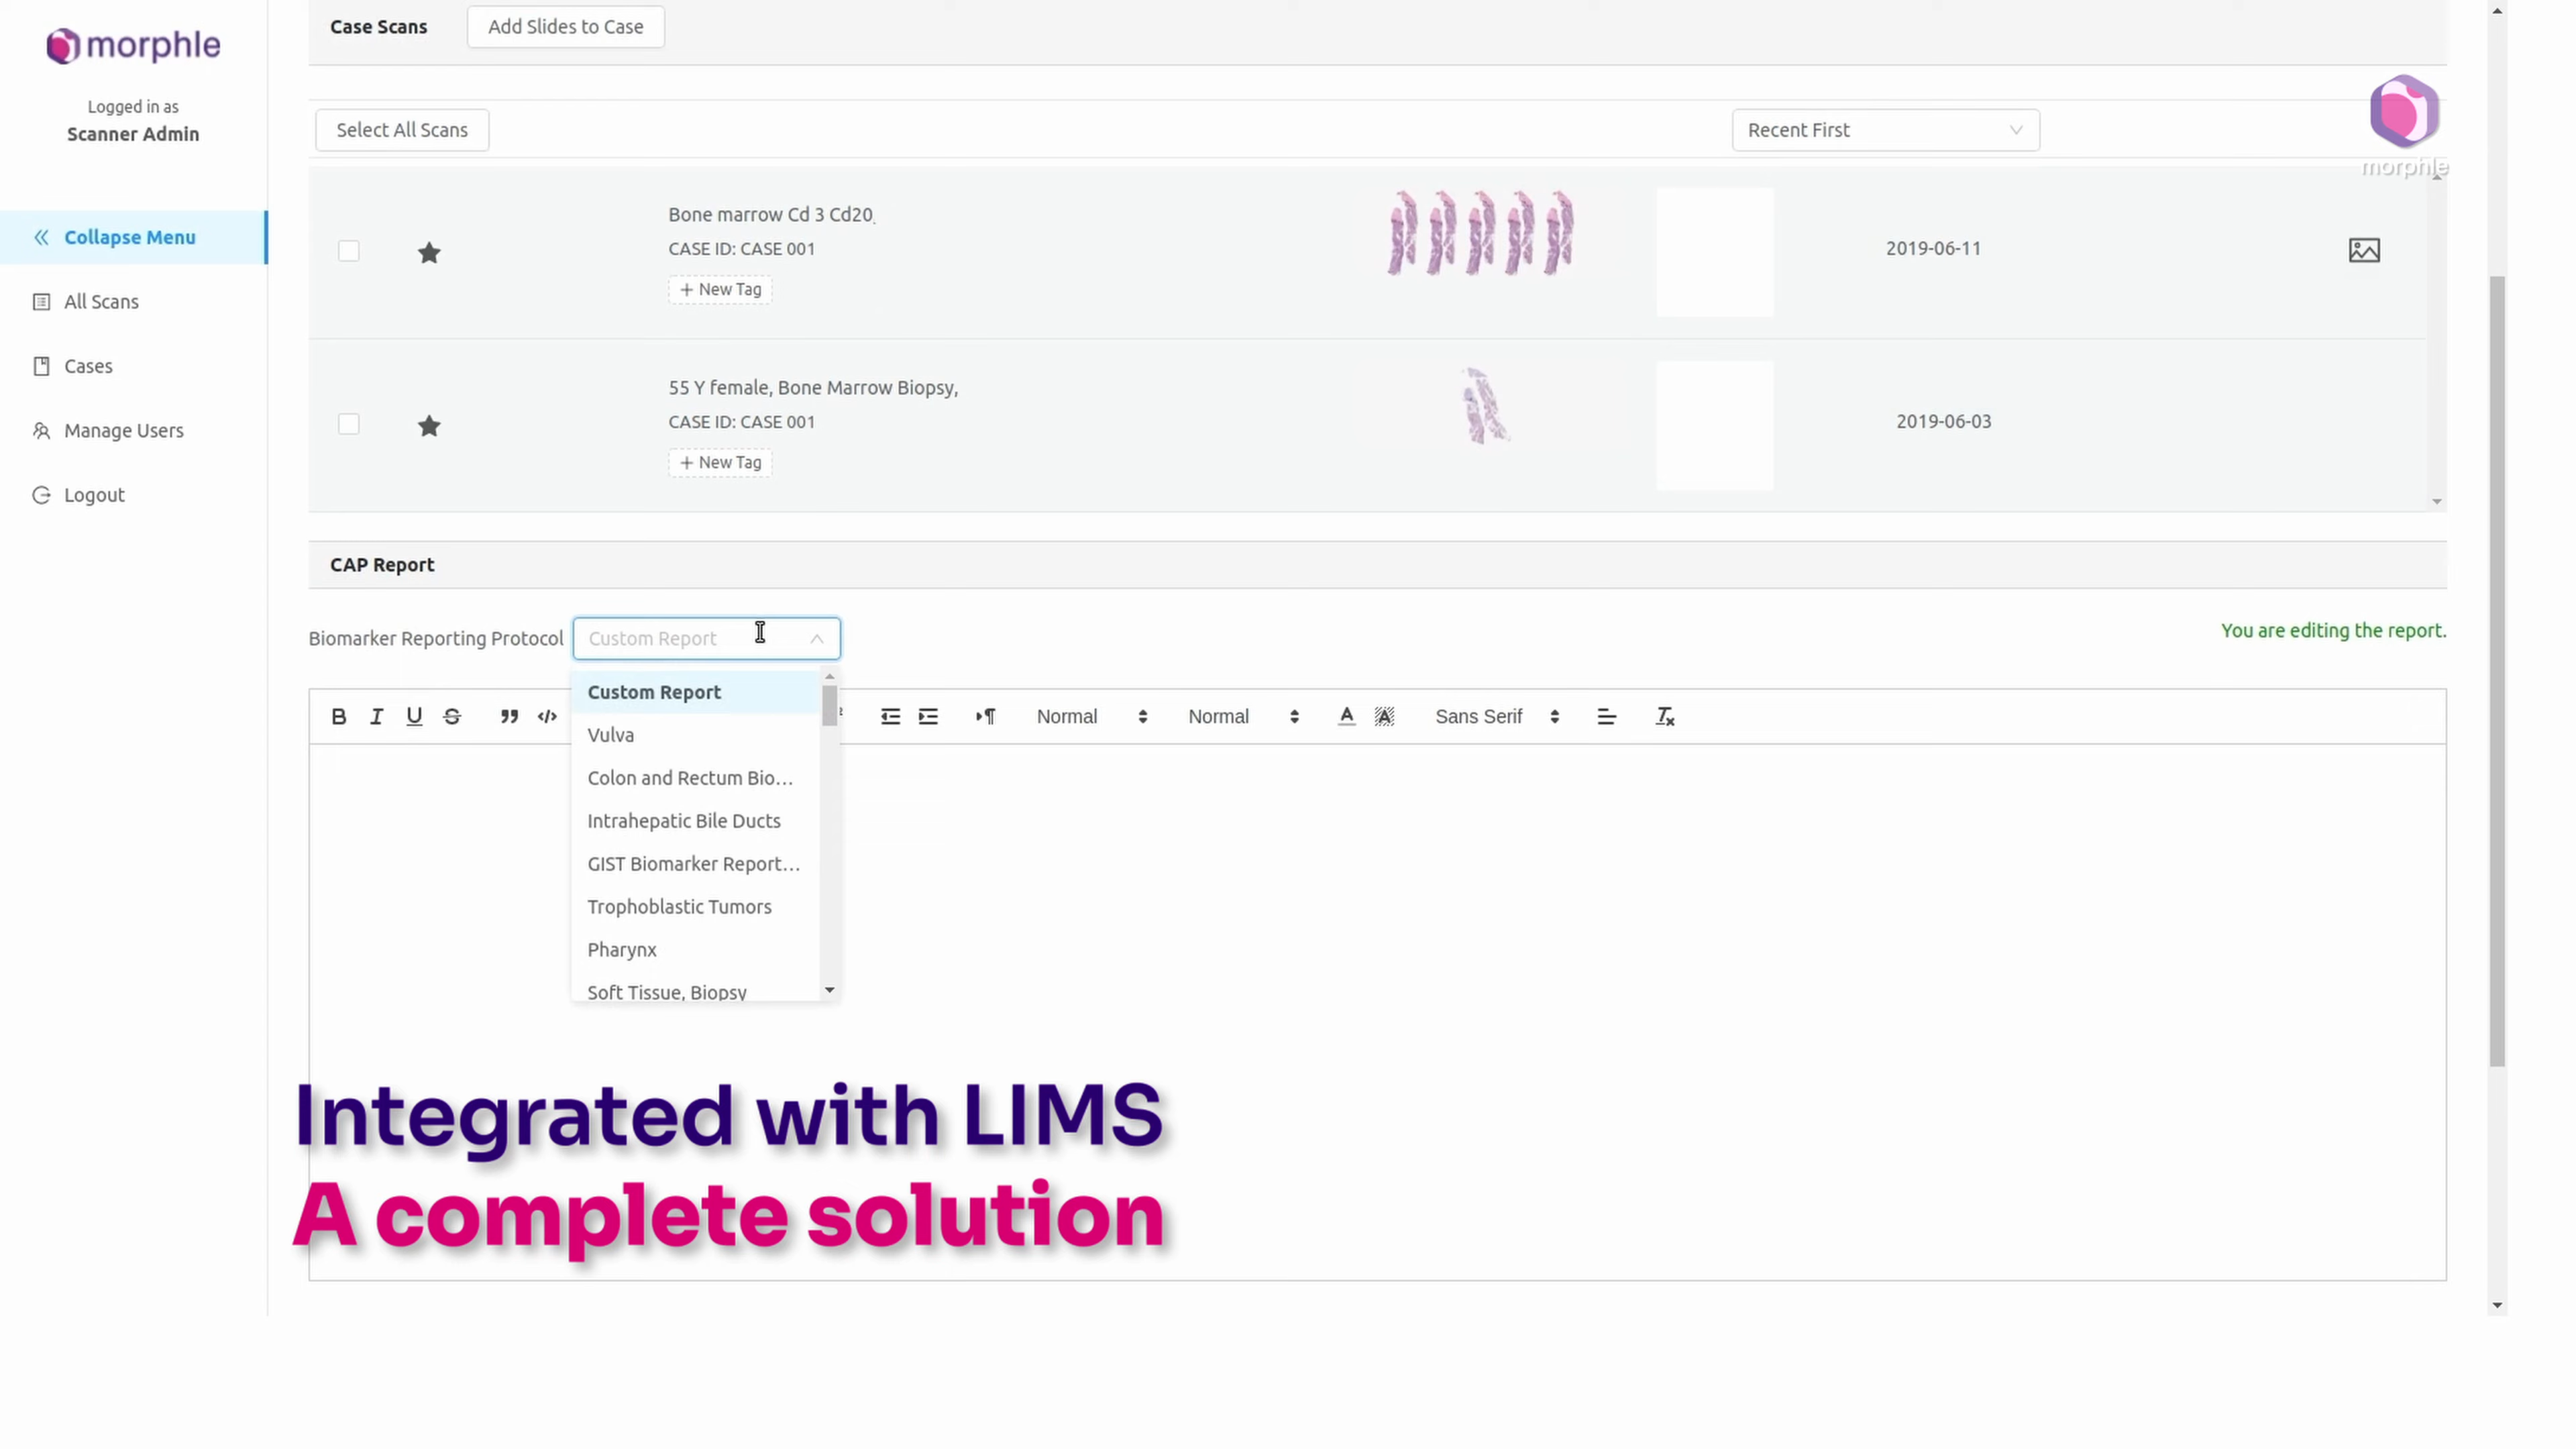 morphle
Logged in as
Scanner Admin
Collapse Menu
All Scans
Cases
Manage Users
Logout
Case Scans
Add Slides to Case
Select All Scans
Recent First
morphle
Bone marrow Cd 3 Cd20,
CASE ID: CASE 001
+ New Tag
2019-06-11
55 Y female, Bone Marrow Biopsy,
CASE ID: CASE 001
+ New Tag
2019-06-03
CAP Report
Biomarker Reporting Protocol
Custom Report
You are editing the report.
Custom Report
Vulva
Colon and Rectum Bio...
Intrahepatic Bile Ducts
GIST Biomarker Report...
Trophoblastic Tumors
Pharynx
Soft Tissue, Biopsy
Normal
Normal
Sans Serif
Integrated with LIMS
A complete solution